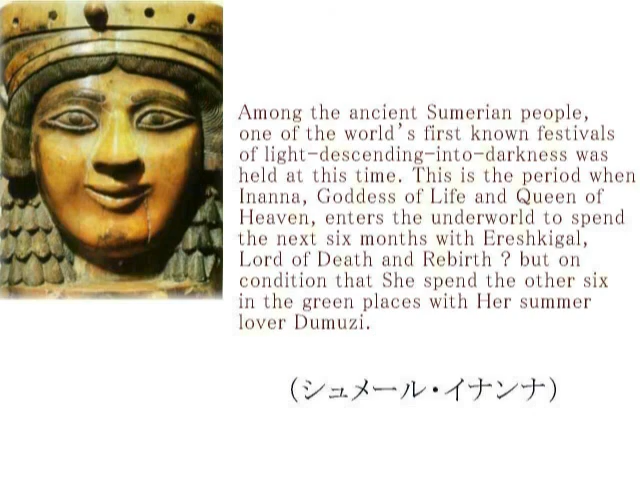 Among the ancient Sumerian people,
one of the world's first known festivals
of light-descending-into-darkness was
held at this time. This is the period when
Inanna, Goddess of Life and Queen of
Heaven, enters the underworld to spend
the next six months with Ereshkigal,
Lord of Death and Rebirth ? but on
condition that She spend the other six
in the green places with Her summer
lover Dumuzi.
(シュメール・イナンナ)